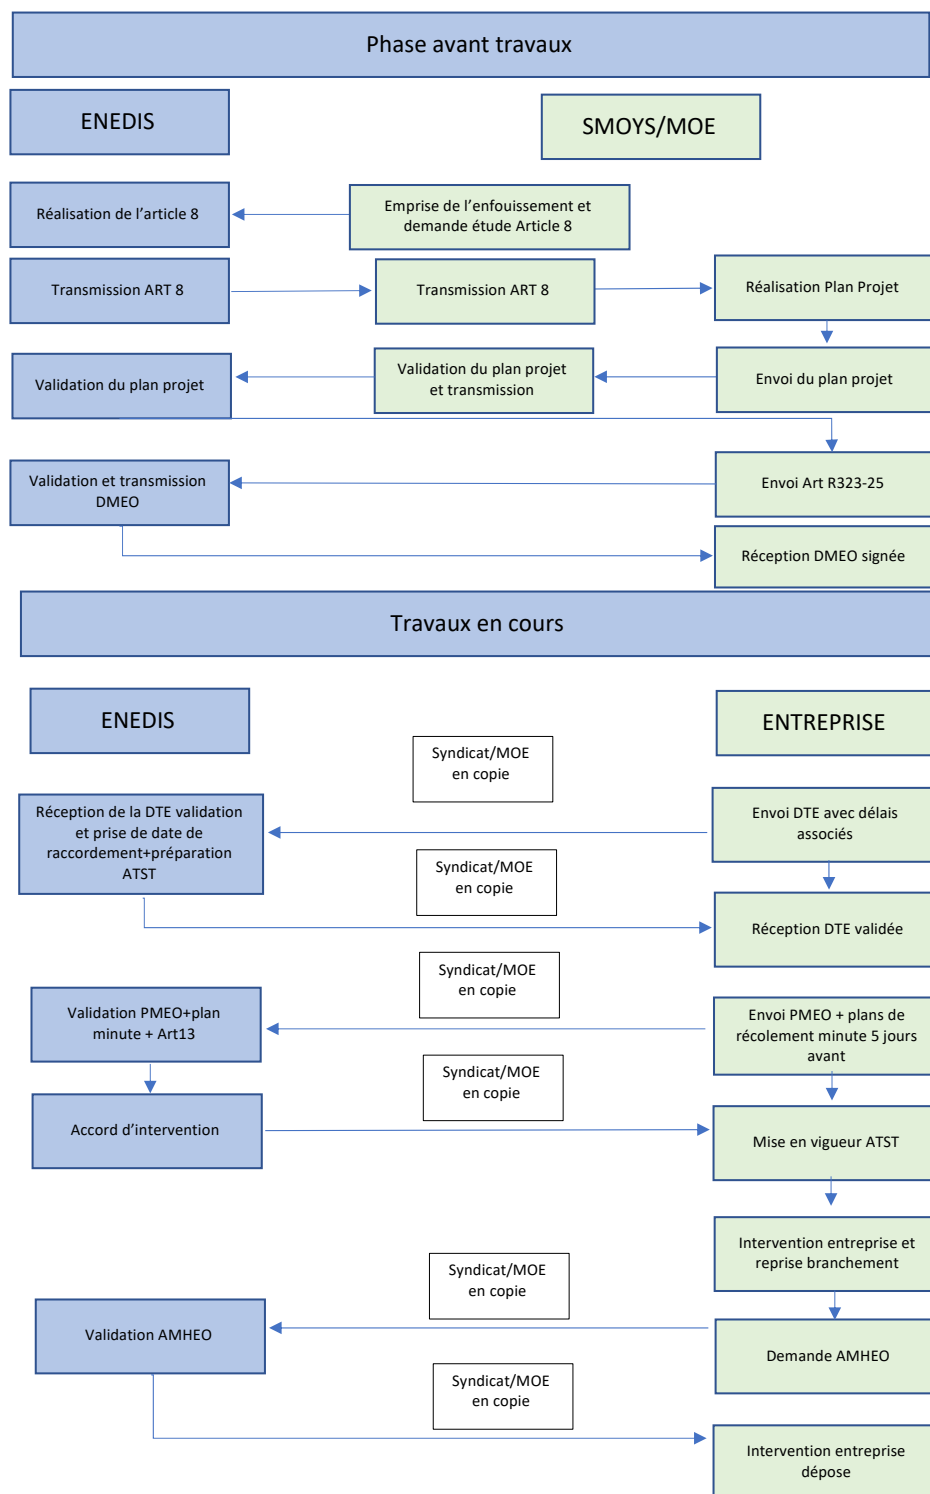 Phase avant travaux
ENEDIS
SMOYS/MOE
Réalisation de l'article 8
Emprise de l'enfouissement et
demande étude Article 8
Transmission ART 8
Transmission ART 8
Réalisation Plan Projet
Validation du plan projet
Validation du plan projet
et transmission
Envoi du plan projet
Validation et transmission
DMEO
Envoi Art R323-25
Réception DMEO signée
Travaux en cours
ENEDIS
ENTREPRISE
Syndicat/MOE
en copie
Réception de la DTE validation
et prise de date de
raccordement+préparation
ATST
Envoi DTE avec délais
associés
Syndicat/MOE
en copie
Réception DTE validée
Syndicat/MOE
en copie
Validation PMEO+plan
minute + Art13
Envoi PMEO + plans de
récolement minute 5 jours
avant
Syndicat/MOE
en copie
Accord d'intervention
Mise en vigueur ATST
Intervention entreprise et
reprise branchement
Syndicat/MOE
en copie
Validation AMHEO
Demande AMHEO
Syndicat/MOE
en copie
Intervention entreprise
dépose